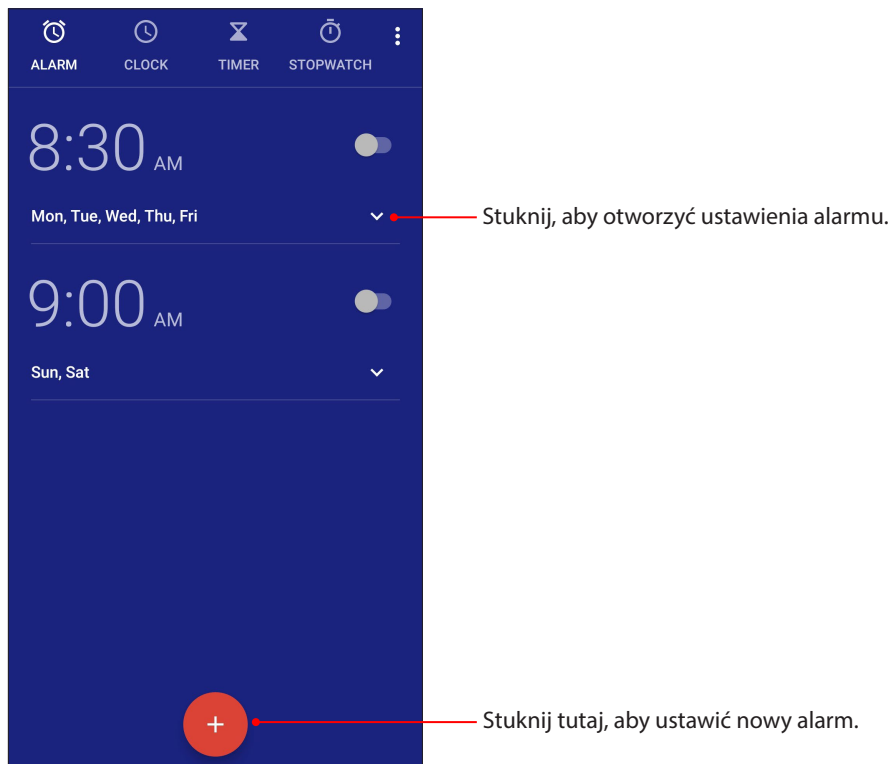 ALARM CLOCK TIMER STOPWATCH
8:30 AM
Mon, Tue, Wed, Thu, Fri
Stuknij, aby otworzyć ustawienia alarmu.
9:00 AM
Sun, Sat
Stuknij tutaj, aby ustawić nowy alarm.